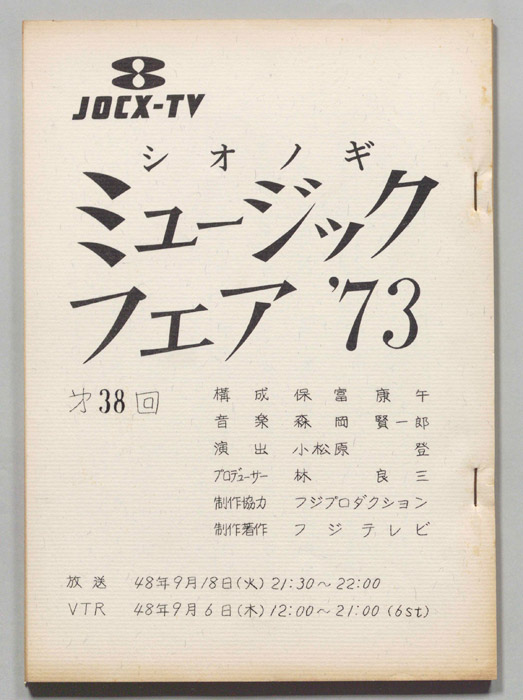 8
JOCX-TV
シオノギ
ミュージック
フェア '73
才38回
構成 保富康午
音楽 森岡賢一郎
演出 小松原登
プロデューサー 林良三
制作協力 フジプロダクション
制作著作 フジテレビ
放送 48年9月18日(火)21:30〜22:00
VTR 48年9月6日(木)12:00〜21:00(6st)